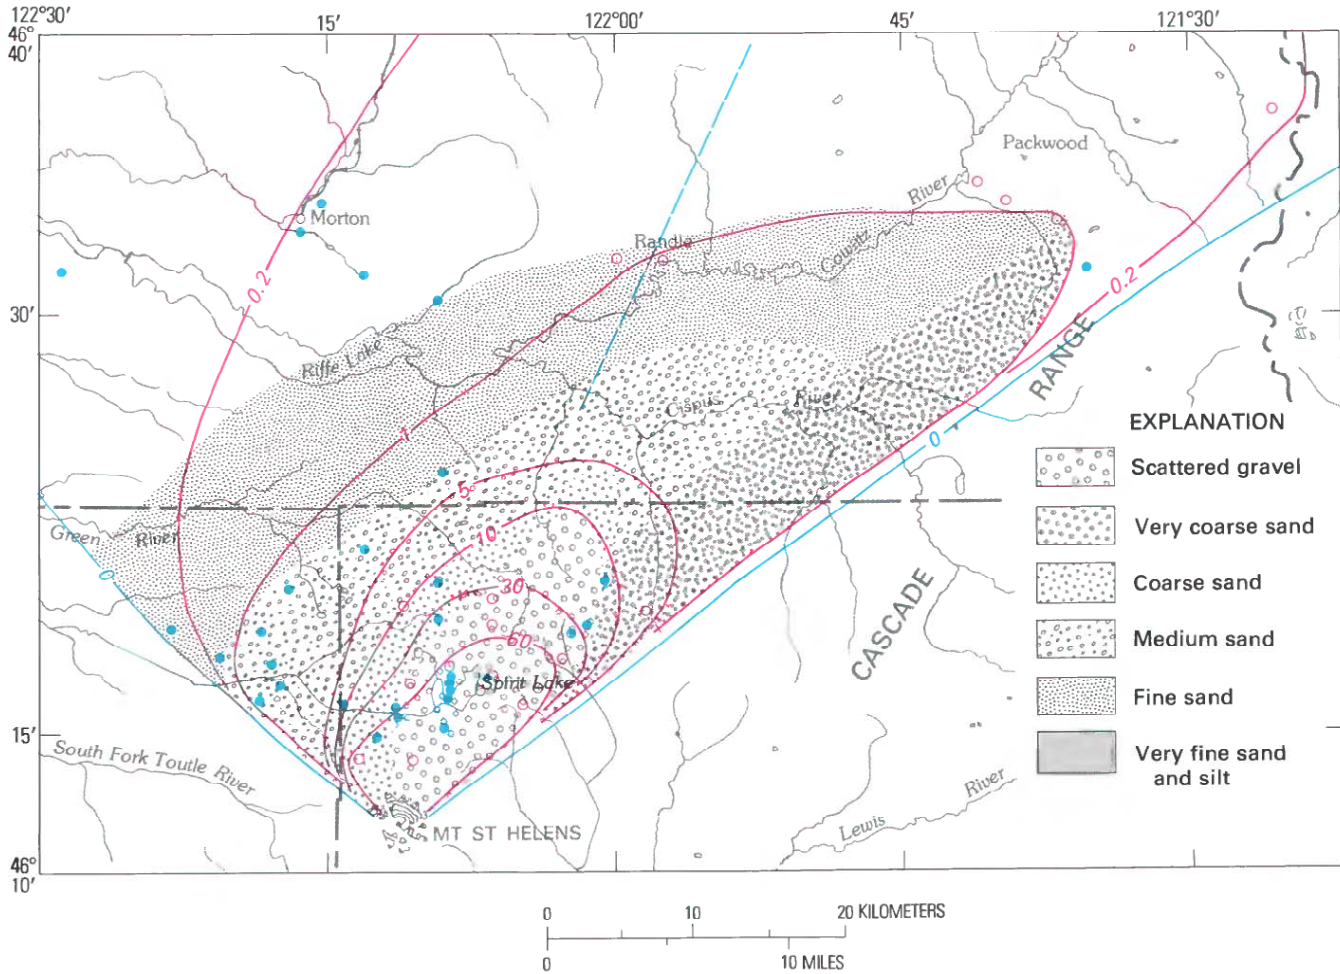 122°30′
15′
122°00′
45′
121°30′
46°
40′
Packwood
River
Morton
Randle
Cowlitz
0.2
0.2
30′
Riffe Lake
RANGE
Cispus
River
1
0
EXPLANATION
Scattered gravel
5
Very coarse sand
Green
River
10
0
30
Coarse sand
CASCADE
60
Medium sand
Spirit Lake
Fine sand
15′
South Fork Toutle River
Very fine sand
and silt
River
Lewis
MT ST HELENS
46°
10′
0 10 20 KILOMETERS
0 10 MILES